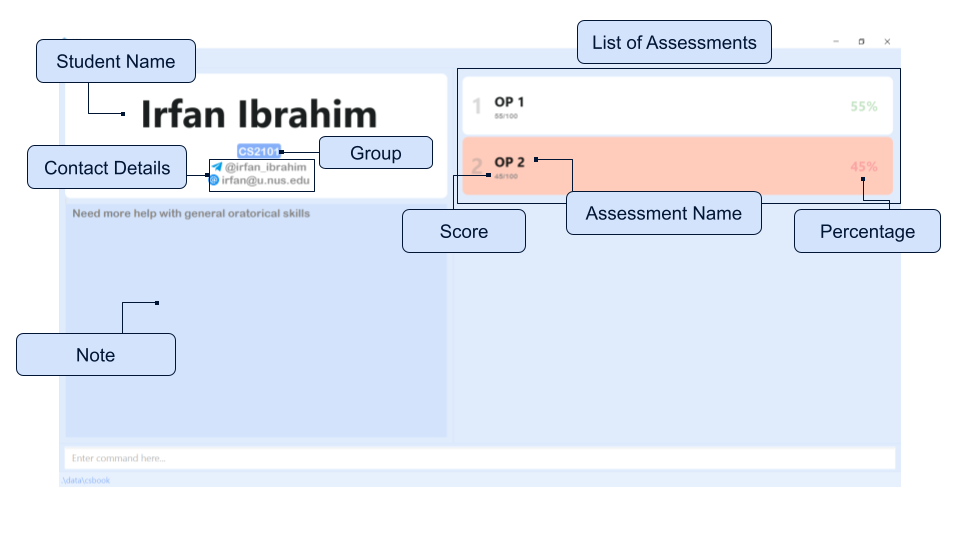 List of Assessments
Student Name
Irfan Ibrahim
CS2101
Group
Contact Details
@irfan_ibrahim
irfan@u.nus.edu
Need more help with general oratorical skills
Note
1
OP 1
55/100
55%
2
OP 2
45/100
45%
Score
Assessment Name
Percentage
Enter command here...
.\data\csbook